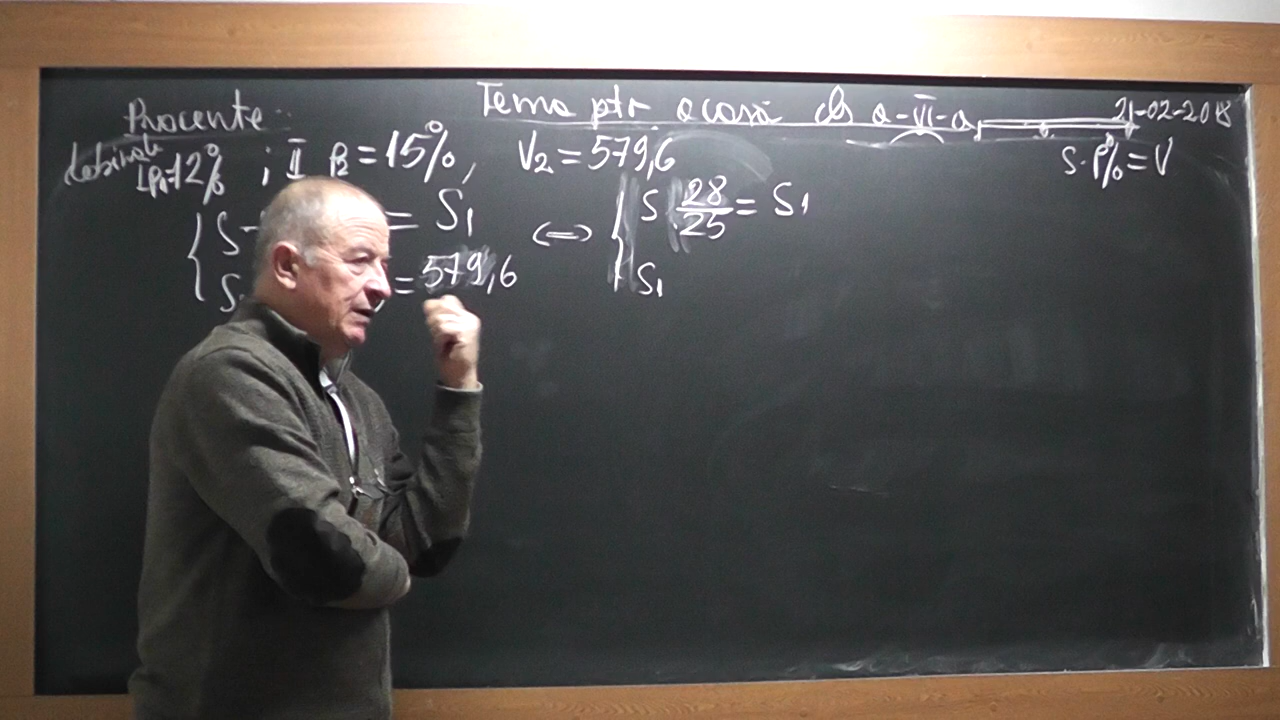 Procente Tema ptr acasă cls a-VI-a 21-02-2018
I p₁=12% ; II p₂=15%, V₂=579,6 S·P%=V
S = S₁ ⟺ S·28/25 = S₁
S₁ =579,6 S₁